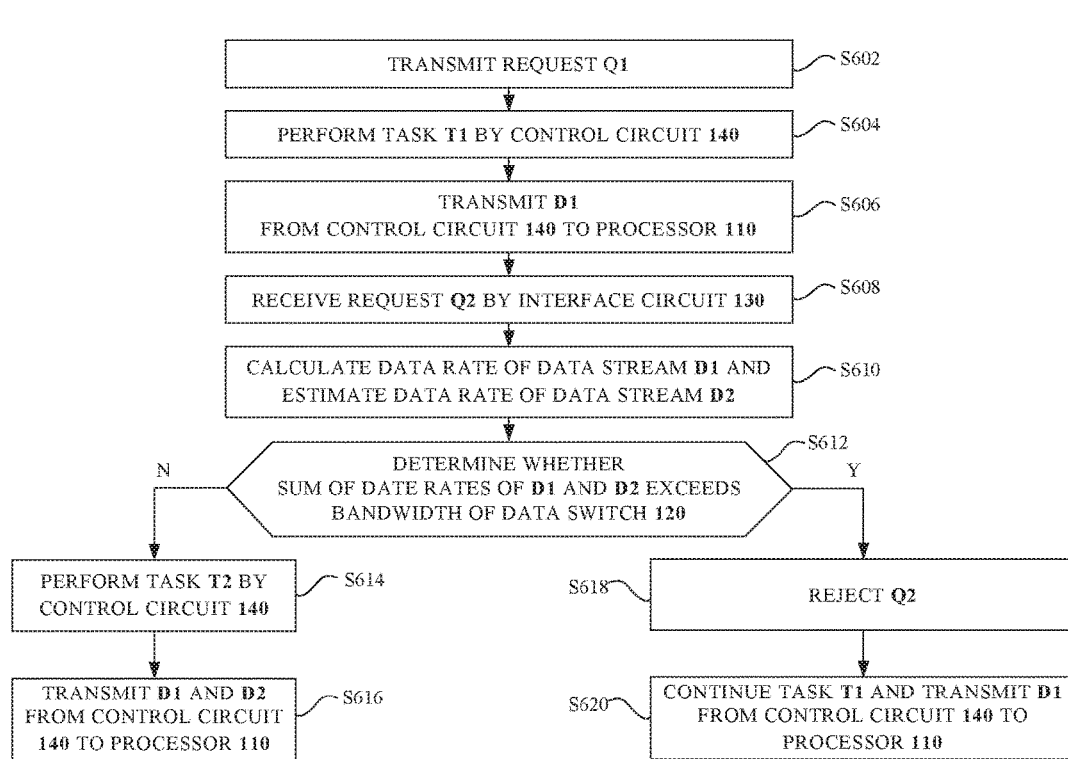 TRANSMIT REQUEST Q1
S602
PERFORM TASK T1 BY CONTROL CIRCUIT 140
S604
TRANSMIT D1
FROM CONTROL CIRCUIT 140 TO PROCESSOR 110
S606
RECEIVE REQUEST Q2 BY INTERFACE CIRCUIT 130
S608
CALCULATE DATA RATE OF DATA STREAM D1 AND
ESTIMATE DATA RATE OF DATA STREAM D2
S610
DETERMINE WHETHER
SUM OF DATE RATES OF D1 AND D2 EXCEEDS
BANDWIDTH OF DATA SWITCH 120
S612
N
Y
PERFORM TASK T2 BY
CONTROL CIRCUIT 140
S614
TRANSMIT D1 AND D2
FROM CONTROL CIRCUIT
140 TO PROCESSOR 110
S616
S618
REJECT Q2
S620
CONTINUE TASK T1 AND TRANSMIT D1
FROM CONTROL CIRCUIT 140 TO
PROCESSOR 110